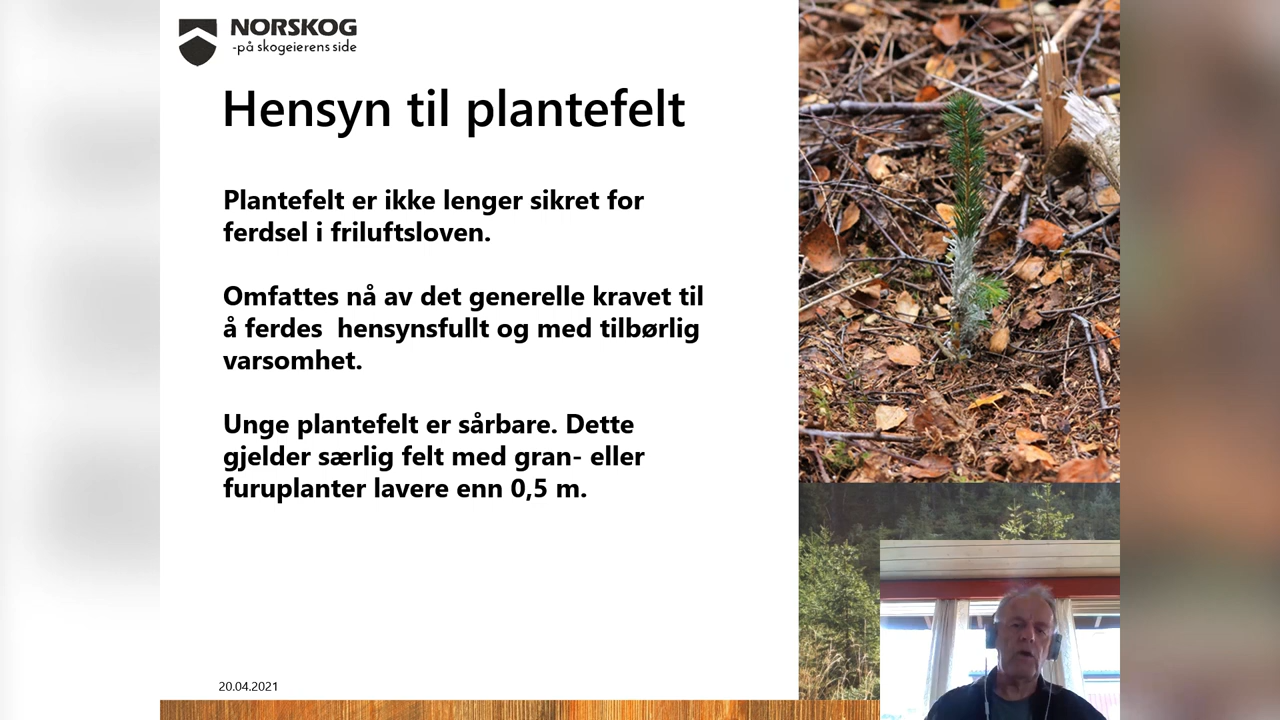 NORSKOG
-på skogeierens side
Hensyn til plantefelt
Plantefelt er ikke lenger sikret for
ferdsel i friluftsloven.
Omfattes nå av det generelle kravet til
å ferdes  hensynsfullt og med tilbørlig
varsomhet.
Unge plantefelt er sårbare. Dette
gjelder særlig felt med gran- eller
furuplanter lavere enn 0,5 m.
20.04.2021